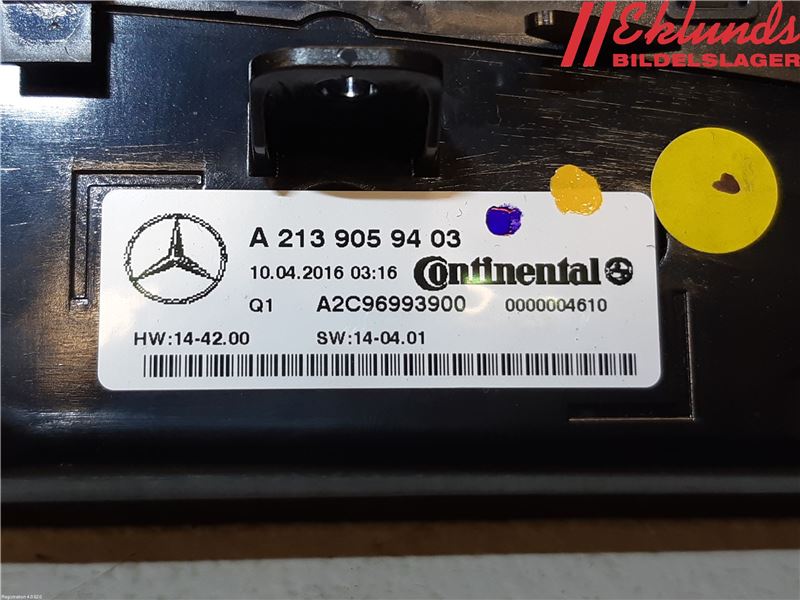 Eklunds
BILDELSLAGER
A 213 905 94 03
10.04.2016 03:16 Continental
Q1 A2C96993900 0000004610
HW:14-42.00 SW:14-04.01